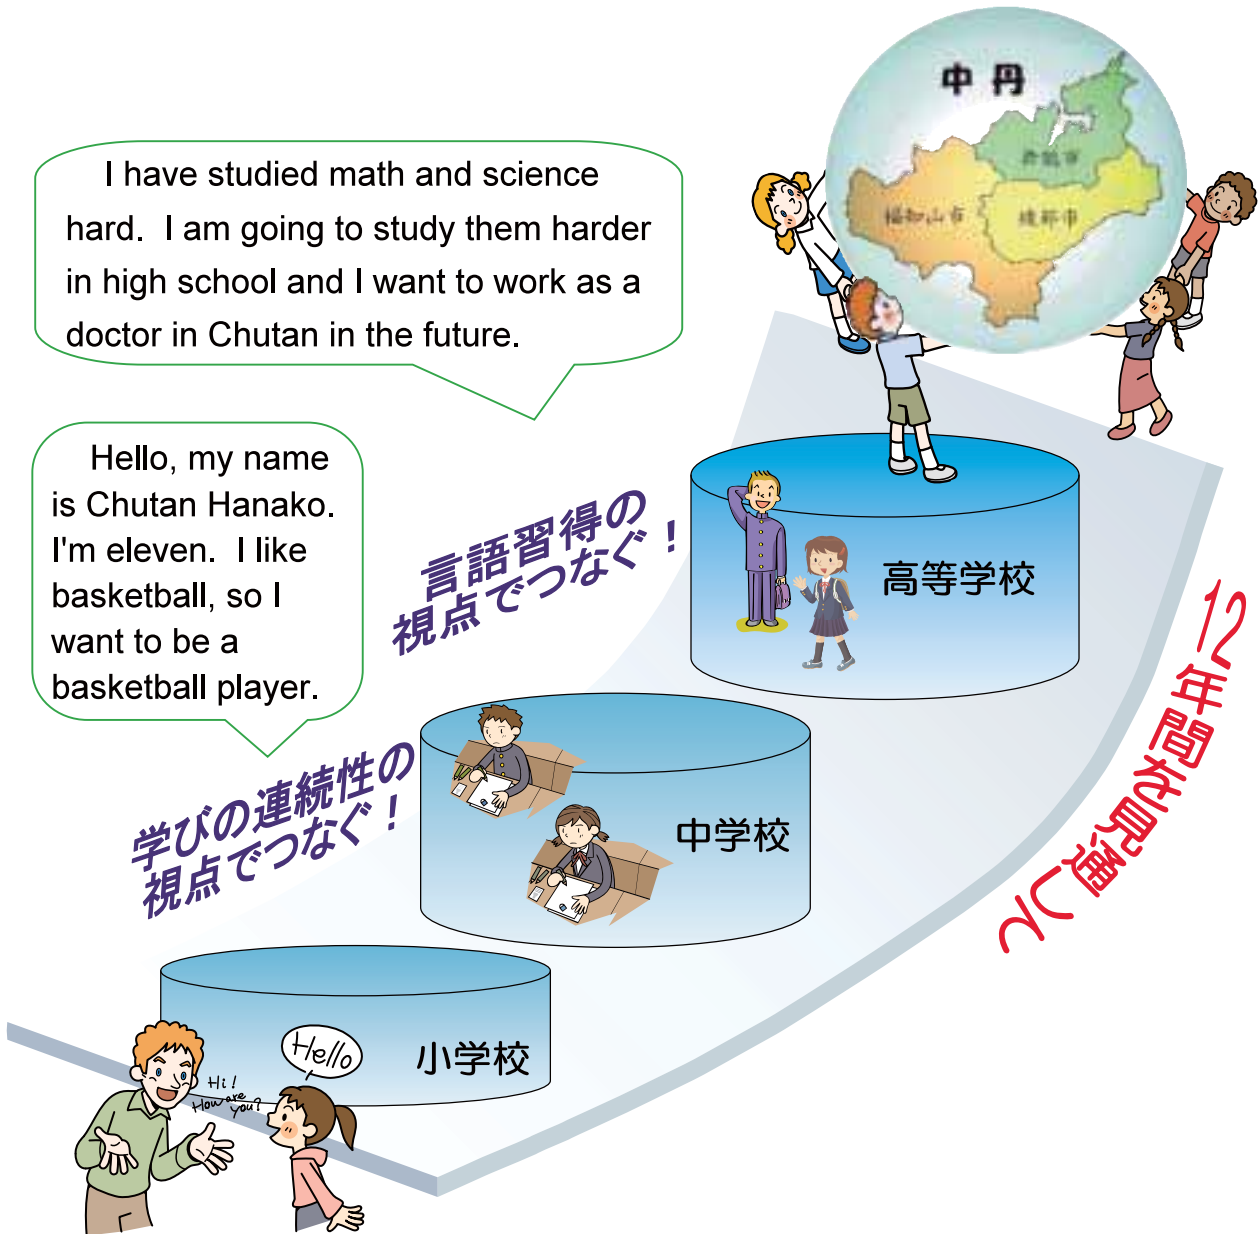 中丹
舞鶴市
福知山市
綾部市
I have studied math and science
hard. I am going to study them harder
in high school and I want to work as a
doctor in Chutan in the future.
Hello, my name
is Chutan Hanako.
I'm eleven. I like
basketball, so I
want to be a
basketball player.
言語習得の
視点でつなぐ！
高等学校
12年間を見通して
学びの連続性の
視点でつなぐ！
中学校
小学校
Hello
Hi!
How are
you?